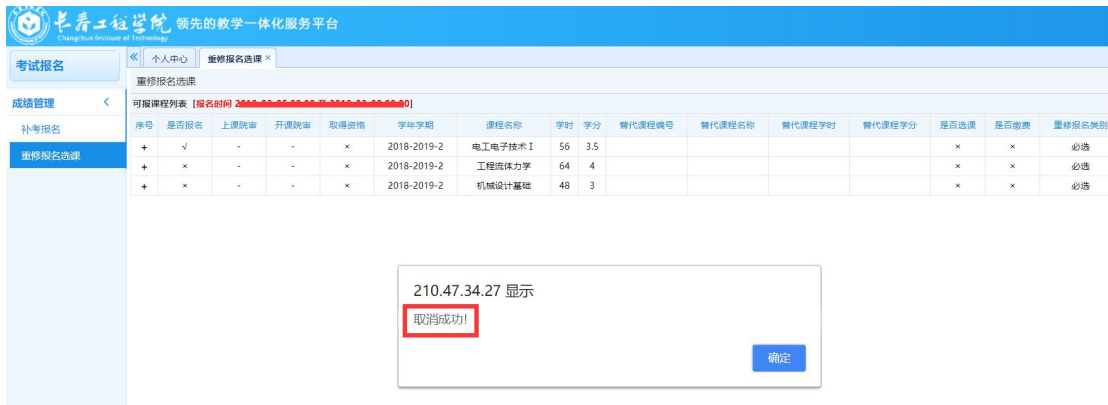 长春工程学院 领先的教学一体化服务平台
Changchun Institute of Technology
考试报名
成绩管理
补考报名
重修报名选课
个人中心 重修报名选课 ×
重修报名选课
可报课程列表 [报名时间
序号 是否报名 上课院审 开课院审 取得资格 学年学期 课程名称 学时 学分 替代课程编号 替代课程名称 替代课程学时 替代课程学分 是否选课 是否缴费 重修报名类别
+ √ - - × 2018-2019-2 电工电子技术 I 56 3.5 × × 必选
+ × - - × 2018-2019-2 工程流体力学 64 4 × × 必选
+ × - - × 2018-2019-2 机械设计基础 48 3 × × 必选
210.47.34.27 显示
取消成功!
确定